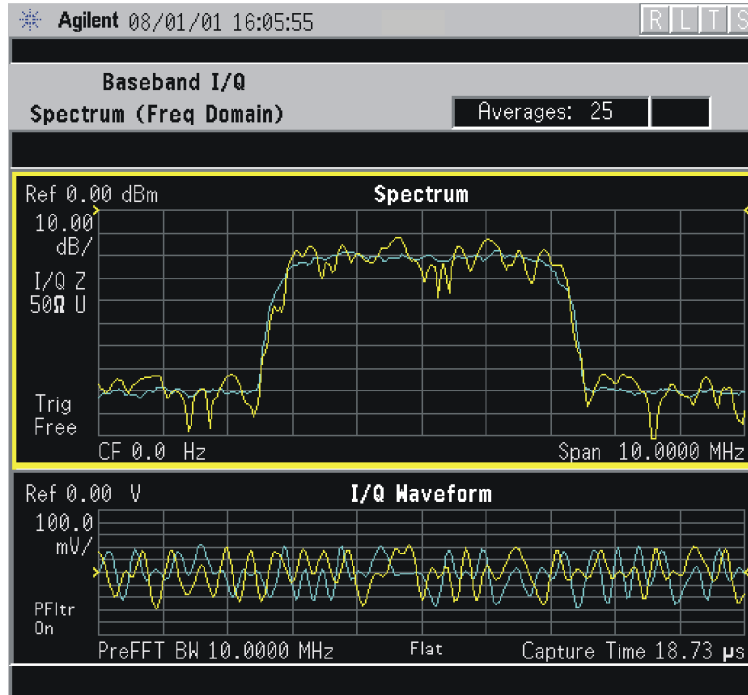 Agilent 08/01/01 16:05:55 R L T S
Baseband I/Q
Spectrum (Freq Domain)
Averages: 25
Ref 0.00 dBm
Spectrum
10.00
dB/
I/Q Z
50Ω U
Trig
Free
CF 0.0 Hz
Span 10.0000 MHz
Ref 0.00 V
I/Q Waveform
100.0
mV/
PFltr
On
PreFFT BW 10.0000 MHz
Flat
Capture Time 18.73 μs